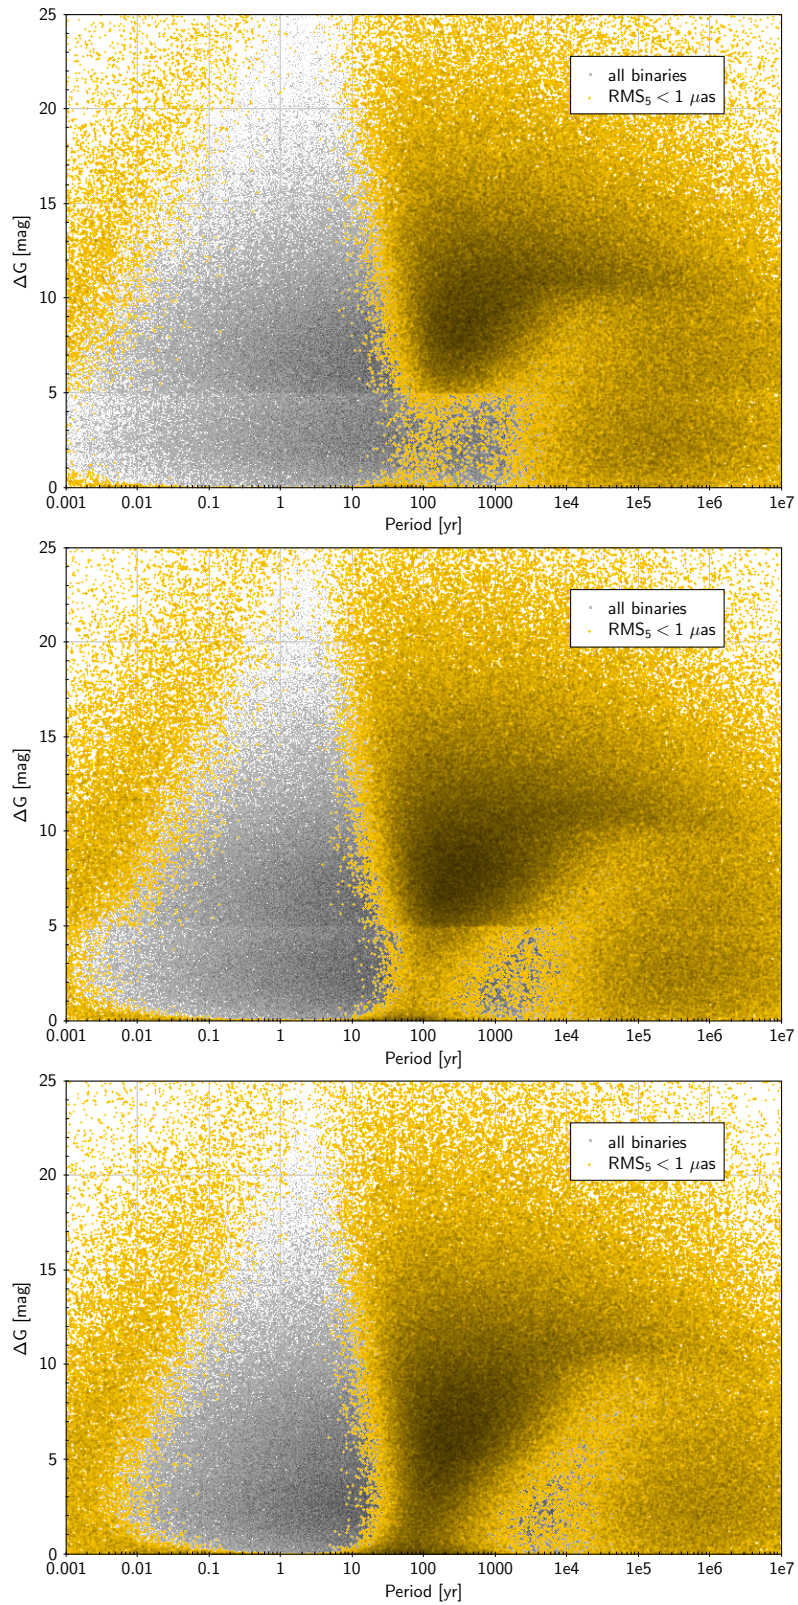 25
all binaries
RMS₅ < 1 μas
20
15
ΔG [mag]
10
5
0
0.001 0.01 0.1 1 10 100 1000 1e4 1e5 1e6 1e7
Period [yr]
25
all binaries
RMS₅ < 1 μas
20
15
ΔG [mag]
10
5
0
0.001 0.01 0.1 1 10 100 1000 1e4 1e5 1e6 1e7
Period [yr]
25
all binaries
RMS₅ < 1 μas
20
15
ΔG [mag]
10
5
0
0.001 0.01 0.1 1 10 100 1000 1e4 1e5 1e6 1e7
Period [yr]